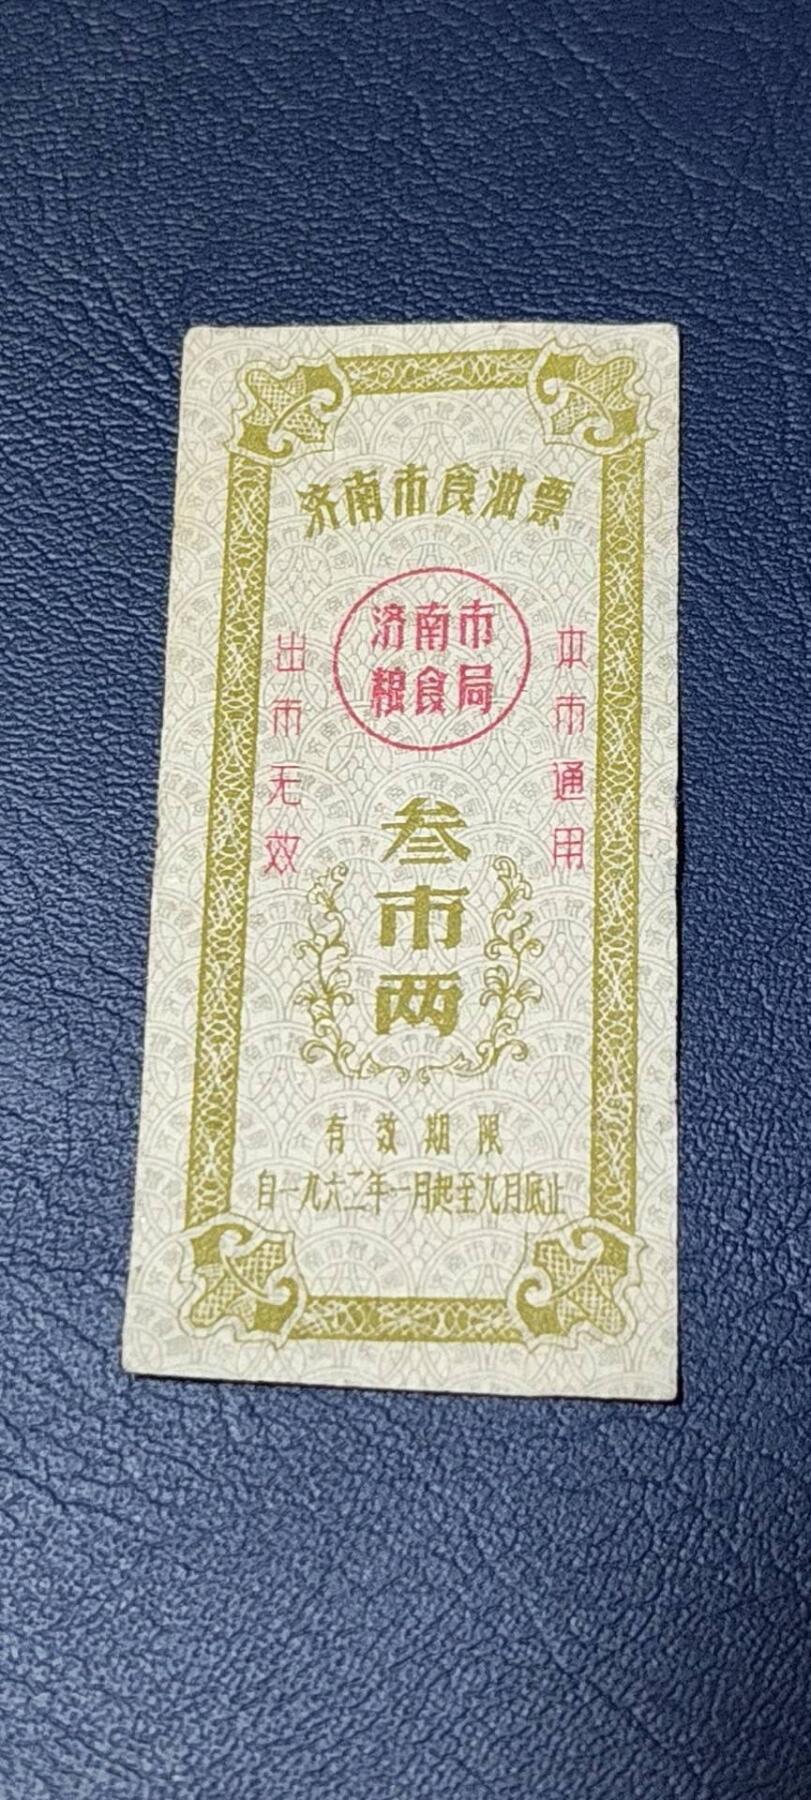 济南市食油票
济南市
粮食局
本市通用
出市无效
叁市两
有效期限
自一九六二年一月起至九月底止